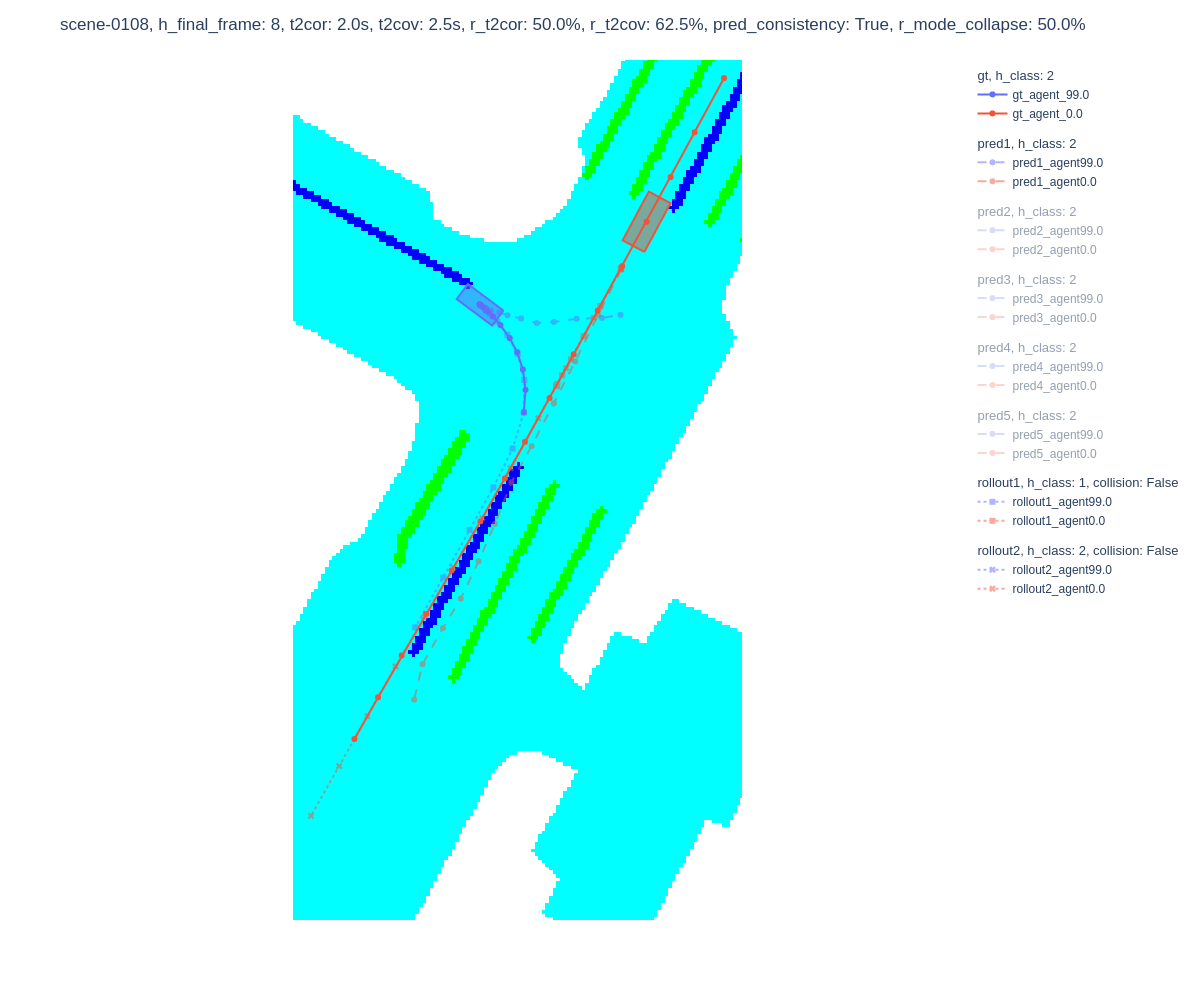 scene-0108, h_final_frame: 8, t2cor: 2.0s, t2cov: 2.5s, r_t2cor: 50.0%, r_t2cov: 62.5%, pred_consistency: True, r_mode_collapse: 50.0%
gt, h_class: 2
gt_agent_99.0
gt_agent_0.0
pred1, h_class: 2
pred1_agent99.0
pred1_agent0.0
pred2, h_class: 2
pred2_agent99.0
pred2_agent0.0
pred3, h_class: 2
pred3_agent99.0
pred3_agent0.0
pred4, h_class: 2
pred4_agent99.0
pred4_agent0.0
pred5, h_class: 2
pred5_agent99.0
pred5_agent0.0
rollout1, h_class: 1, collision: False
rollout1_agent99.0
rollout1_agent0.0
rollout2, h_class: 2, collision: False
rollout2_agent99.0
rollout2_agent0.0